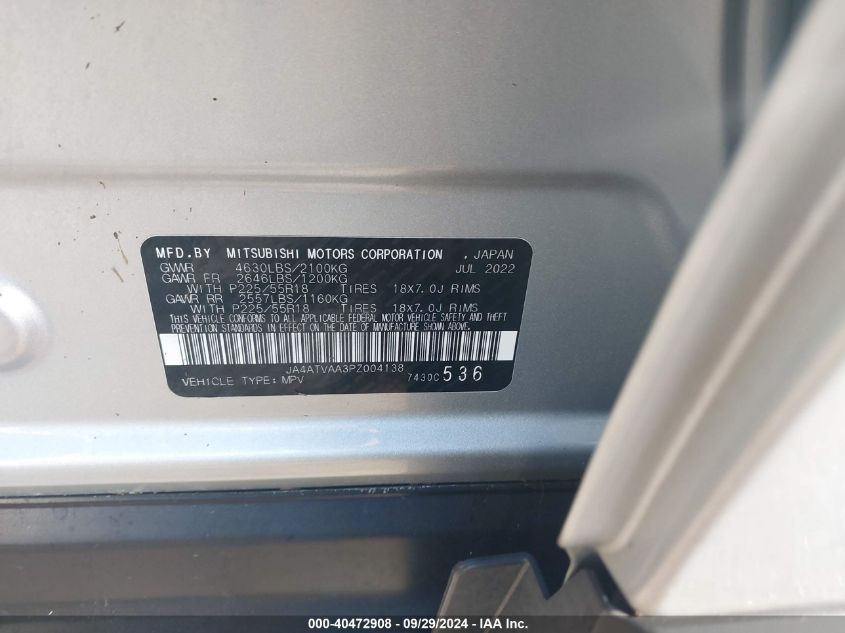 MFD.BY MITSUBISHI MOTORS CORPORATION , JAPAN
GVWR 4630LBS/2100KG JUL 2022
GAWR FR 2646LBS/1200KG
WITH P225/55R18 TIRES 18X7.0J RIMS
GAWR RR 2557LBS/1160KG
WITH P225/55R18 TIRES 18X7.0J RIMS
THIS VEHICLE CONFORMS TO ALL APPLICABLE FEDERAL MOTOR VEHICLE SAFETY AND THEFT
PREVENTION STANDARDS IN EFFECT ON THE DATE OF MANUFACTURE SHOWN ABOVE.
JA4ATVAA3PZ004138
VEHICLE TYPE: MPV 7430C 536
000-40472908 - 09/29/2024 - IAA Inc.